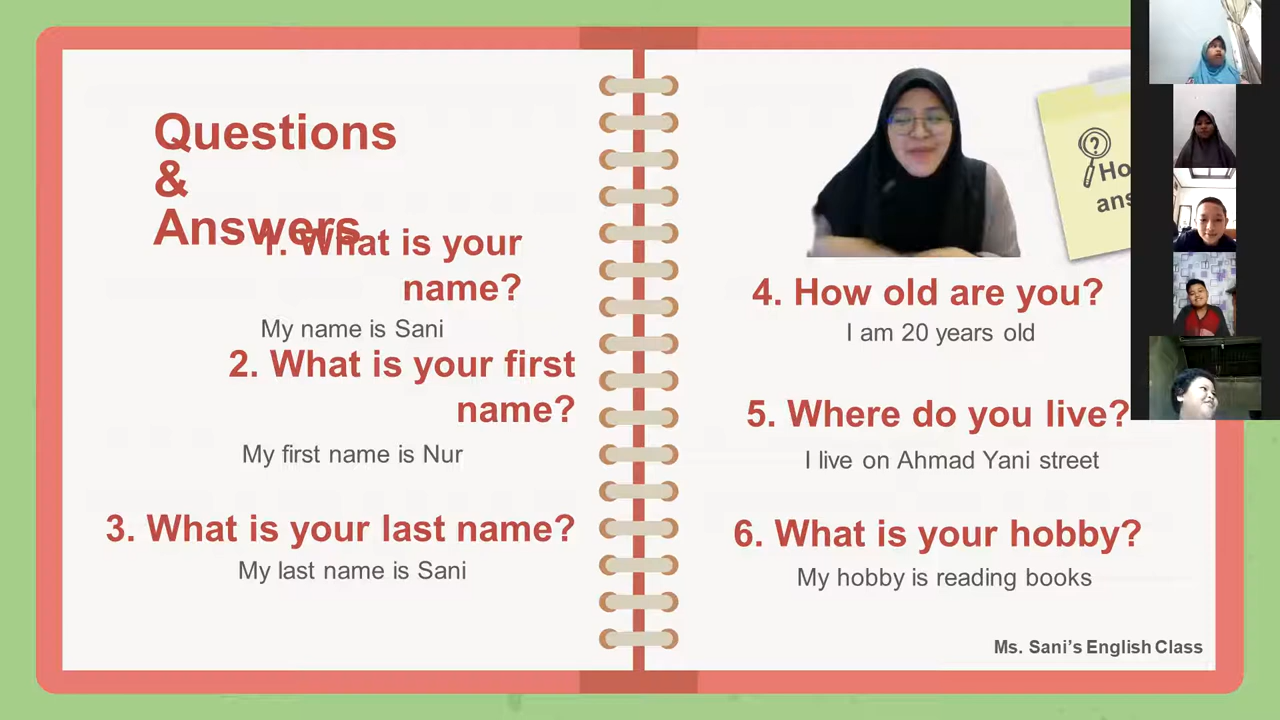 Questions
&
Answers
1. What is your
name?
My name is Sani
2. What is your first
name?
My first name is Nur
3. What is your last name?
My last name is Sani
?
ans
4. How old are you?
I am 20 years old
5. Where do you live?
I live on Ahmad Yani street
6. What is your hobby?
My hobby is reading books
Ms. Sani's English Class